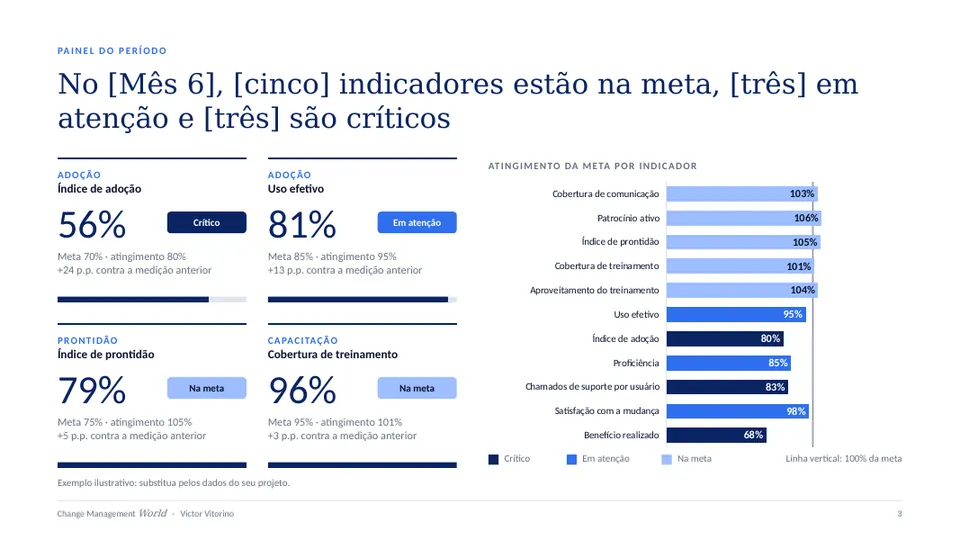 PAINEL DO PERÍODO
No [Mês 6], [cinco] indicadores estão na meta, [três] em
atenção e [três] são críticos
ADOÇÃO
Índice de adoção
56%
Crítico
Meta 70% · atingimento 80%
+24 p.p. contra a medição anterior
ADOÇÃO
Uso efetivo
81%
Em atenção
Meta 85% · atingimento 95%
+13 p.p. contra a medição anterior
PRONTIDÃO
Índice de prontidão
79%
Na meta
Meta 75% · atingimento 105%
+5 p.p. contra a medição anterior
CAPACITAÇÃO
Cobertura de treinamento
96%
Na meta
Meta 95% · atingimento 101%
+3 p.p. contra a medição anterior
ATINGIMENTO DA META POR INDICADOR
Cobertura de comunicação 103%
Patrocínio ativo 106%
Índice de prontidão 105%
Cobertura de treinamento 101%
Aproveitamento do treinamento 104%
Uso efetivo 95%
Índice de adoção 80%
Proficiência 85%
Chamados de suporte por usuário 83%
Satisfação com a mudança 98%
Benefício realizado 68%
Crítico Em atenção Na meta Linha vertical: 100% da meta
Exemplo ilustrativo: substitua pelos dados do seu projeto.
Change Management World · Victor Vitorino 3